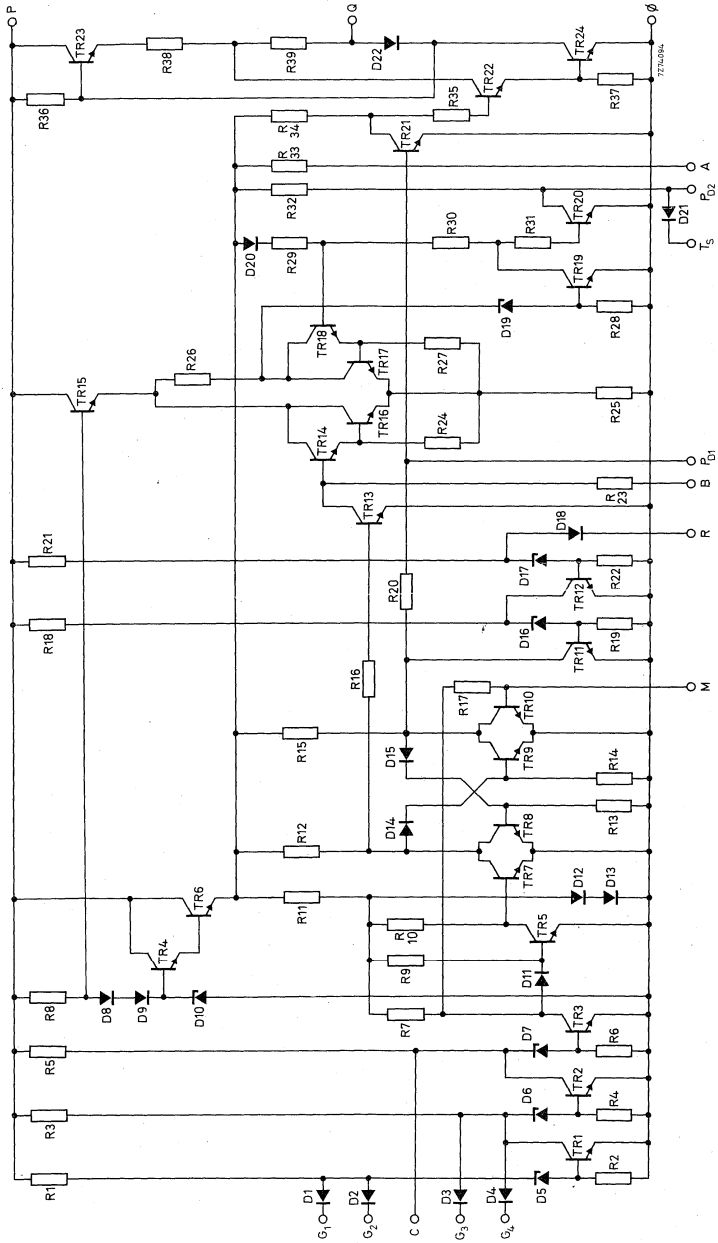 P
Q
Ø
TR23
R38
R39
D22
TR24
7Z74094
R36
TR22
R35
R37
R 34
TR21
R 33
A
R32
PD2
TR20
D21
D20
R29
R30
R31
TS
TR19
D19
R28
TR18
R26
TR17
R27
TR15
TR16
R24
R25
TR14
PD1
R 23
B
TR13
D18
R
R21
D17
R22
R20
TR12
R18
D16
R19
TR11
R16
R17
M
TR10
R15
D15
TR9
R14
D14
R13
R12
TR8
TR7
R11
D12
D13
TR6
R 10
TR5
TR4
R9
D11
R8
D8
D9
D10
R7
TR3
R5
D7
R6
TR2
R3
D6
R4
TR1
R1
D5
R2
D1
D2
D3
D4
G1
G2
C
G3
G4